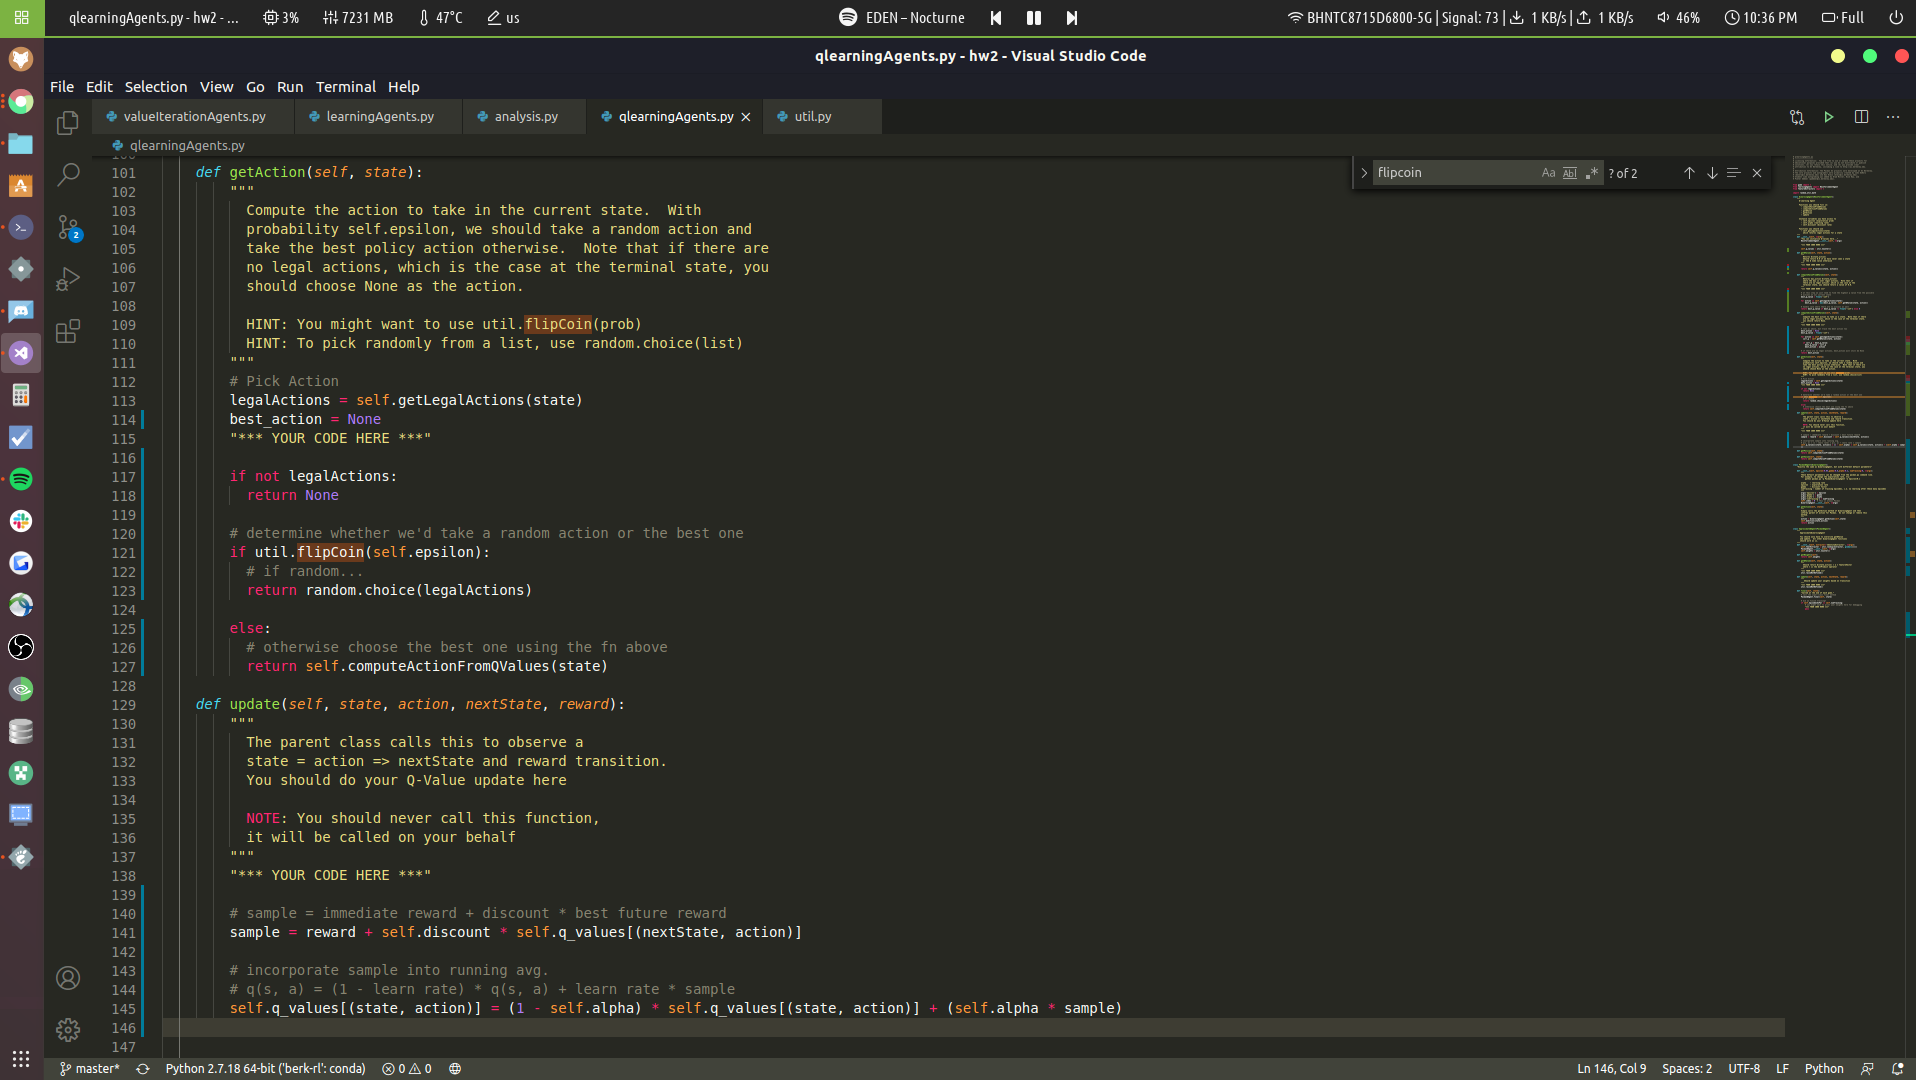 qlearningAgents.py - hw2 - ...
3%
7231 MB
47°C
us
EDEN – Nocturne
BHNTC8715D6800-5G | Signal: 73 | 1 KB/s | 1 KB/s
46%
10:36 PM
Full
qlearningAgents.py - hw2 - Visual Studio Code
File Edit Selection View Go Run Terminal Help
valueIterationAgents.py
learningAgents.py
analysis.py
qlearningAgents.py
util.py
qlearningAgents.py
flipcoin
Aa
Abl
? of 2
2
101 def getAction(self, state):
102 """
103 Compute the action to take in the current state.  With
104 probability self.epsilon, we should take a random action and
105 take the best policy action otherwise.  Note that if there are
106 no legal actions, which is the case at the terminal state, you
107 should choose None as the action.
108
109 HINT: You might want to use util.flipCoin(prob)
110 HINT: To pick randomly from a list, use random.choice(list)
111 """
112 # Pick Action
113 legalActions = self.getLegalActions(state)
114 best_action = None
115 "*** YOUR CODE HERE ***"
116
117 if not legalActions:
118 return None
119
120 # determine whether we'd take a random action or the best one
121 if util.flipCoin(self.epsilon):
122 # if random...
123 return random.choice(legalActions)
124
125 else:
126 # otherwise choose the best one using the fn above
127 return self.computeActionFromQValues(state)
128
129 def update(self, state, action, nextState, reward):
130 """
131 The parent class calls this to observe a
132 state = action => nextState and reward transition.
133 You should do your Q-Value update here
134
135 NOTE: You should never call this function,
136 it will be called on your behalf
137 """
138 "*** YOUR CODE HERE ***"
139
140 # sample = immediate reward + discount * best future reward
141 sample = reward + self.discount * self.q_values[(nextState, action)]
142
143 # incorporate sample into running avg.
144 # q(s, a) = (1 - learn rate) * q(s, a) + learn rate * sample
145 self.q_values[(state, action)] = (1 - self.alpha) * self.q_values[(state, action)] + (self.alpha * sample)
146
147
master*
Python 2.7.18 64-bit ('berk-rl': conda)
0 0
Ln 146, Col 9
Spaces: 2
UTF-8
LF
Python